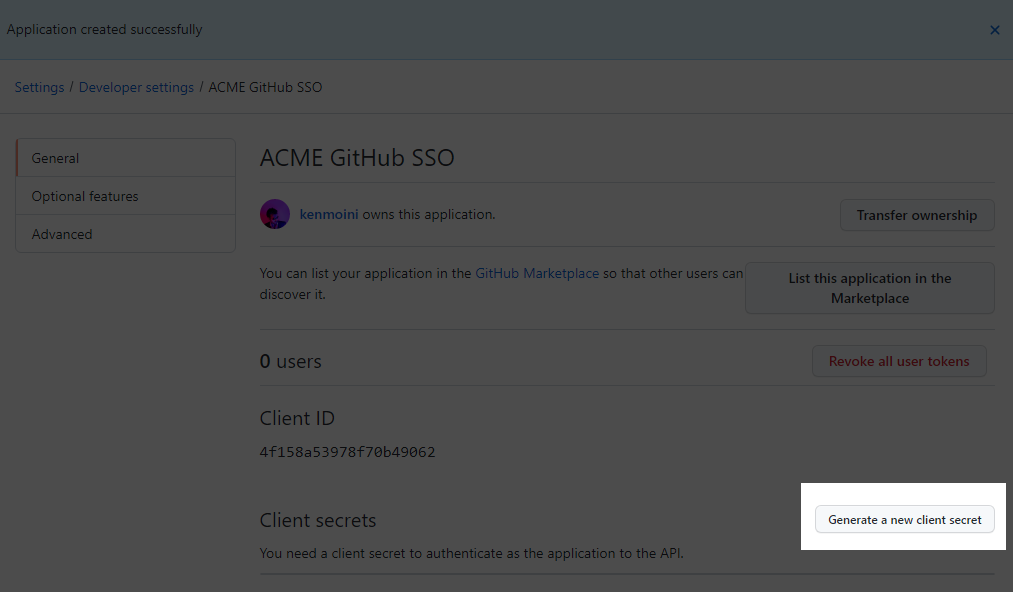 Application created successfully
Settings / Developer settings / ACME GitHub SSO
General
Optional features
Advanced
ACME GitHub SSO
kenmoini owns this application.
Transfer ownership
You can list your application in the GitHub Marketplace so that other users can
discover it.
List this application in the
Marketplace
0 users
Revoke all user tokens
Client ID
4f158a53978f70b49062
Client secrets
Generate a new client secret
You need a client secret to authenticate as the application to the API.